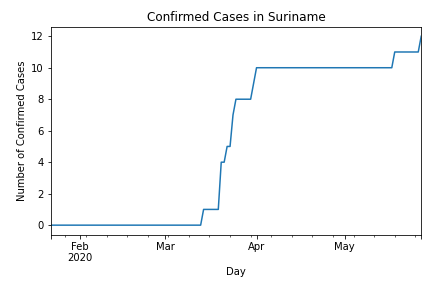 Confirmed Cases in Suriname
Number of Confirmed Cases
12
10
8
6
4
2
0
Feb Mar Apr May
2020
Day